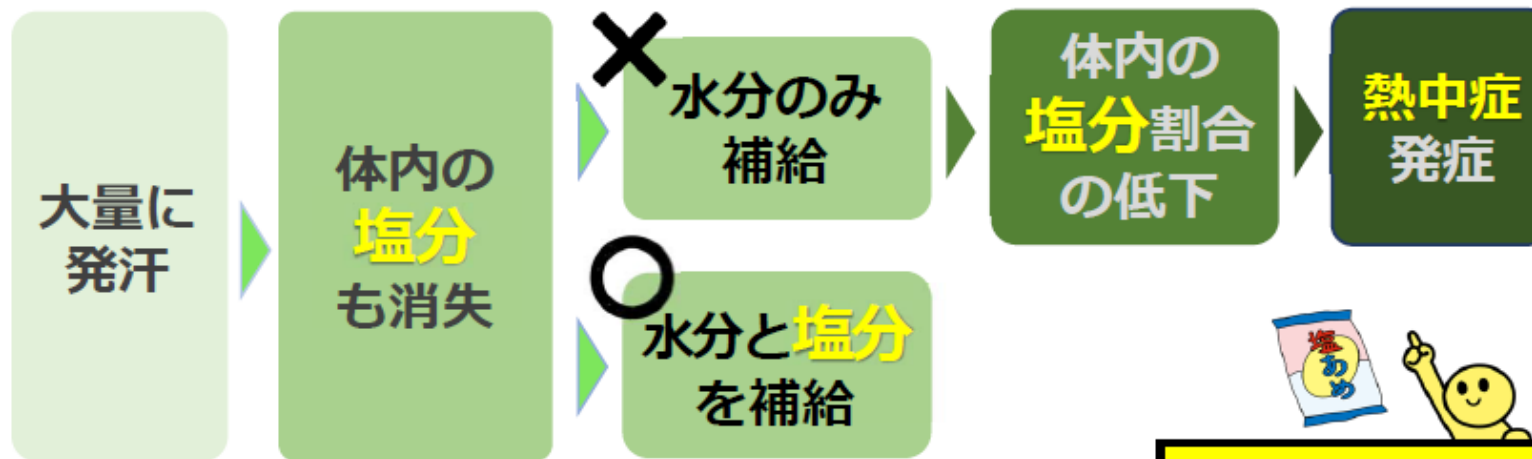 大量に
発汗
体内の
塩分
も消失
水分のみ
補給
体内の
塩分割合
の低下
熱中症
発症
水分と塩分
を補給
塩
あ
め